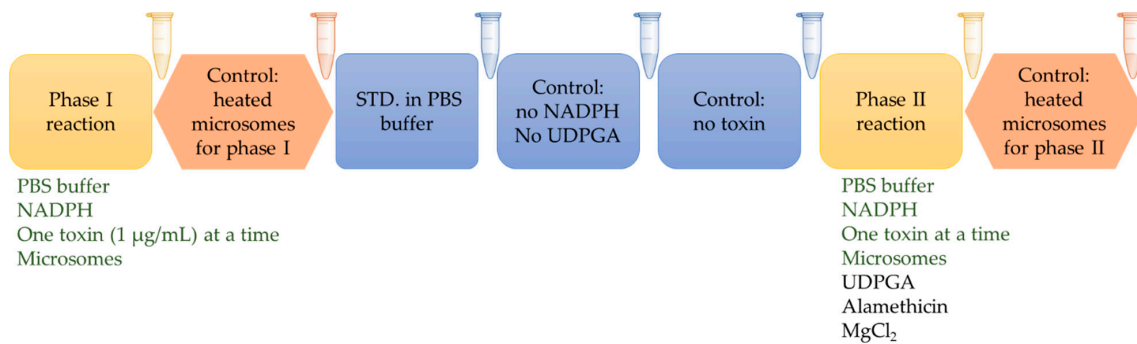 Phase I
reaction
Control:
heated
microsomes
for phase I
STD. in PBS
buffer
Control:
no NADPH
No UDPGA
Control:
no toxin
Phase II
reaction
Control:
heated
microsomes
for phase II
PBS buffer
NADPH
One toxin (1 µg/mL) at a time
Microsomes
PBS buffer
NADPH
One toxin at a time
Microsomes
UDPGA
Alamethicin
MgCl₂